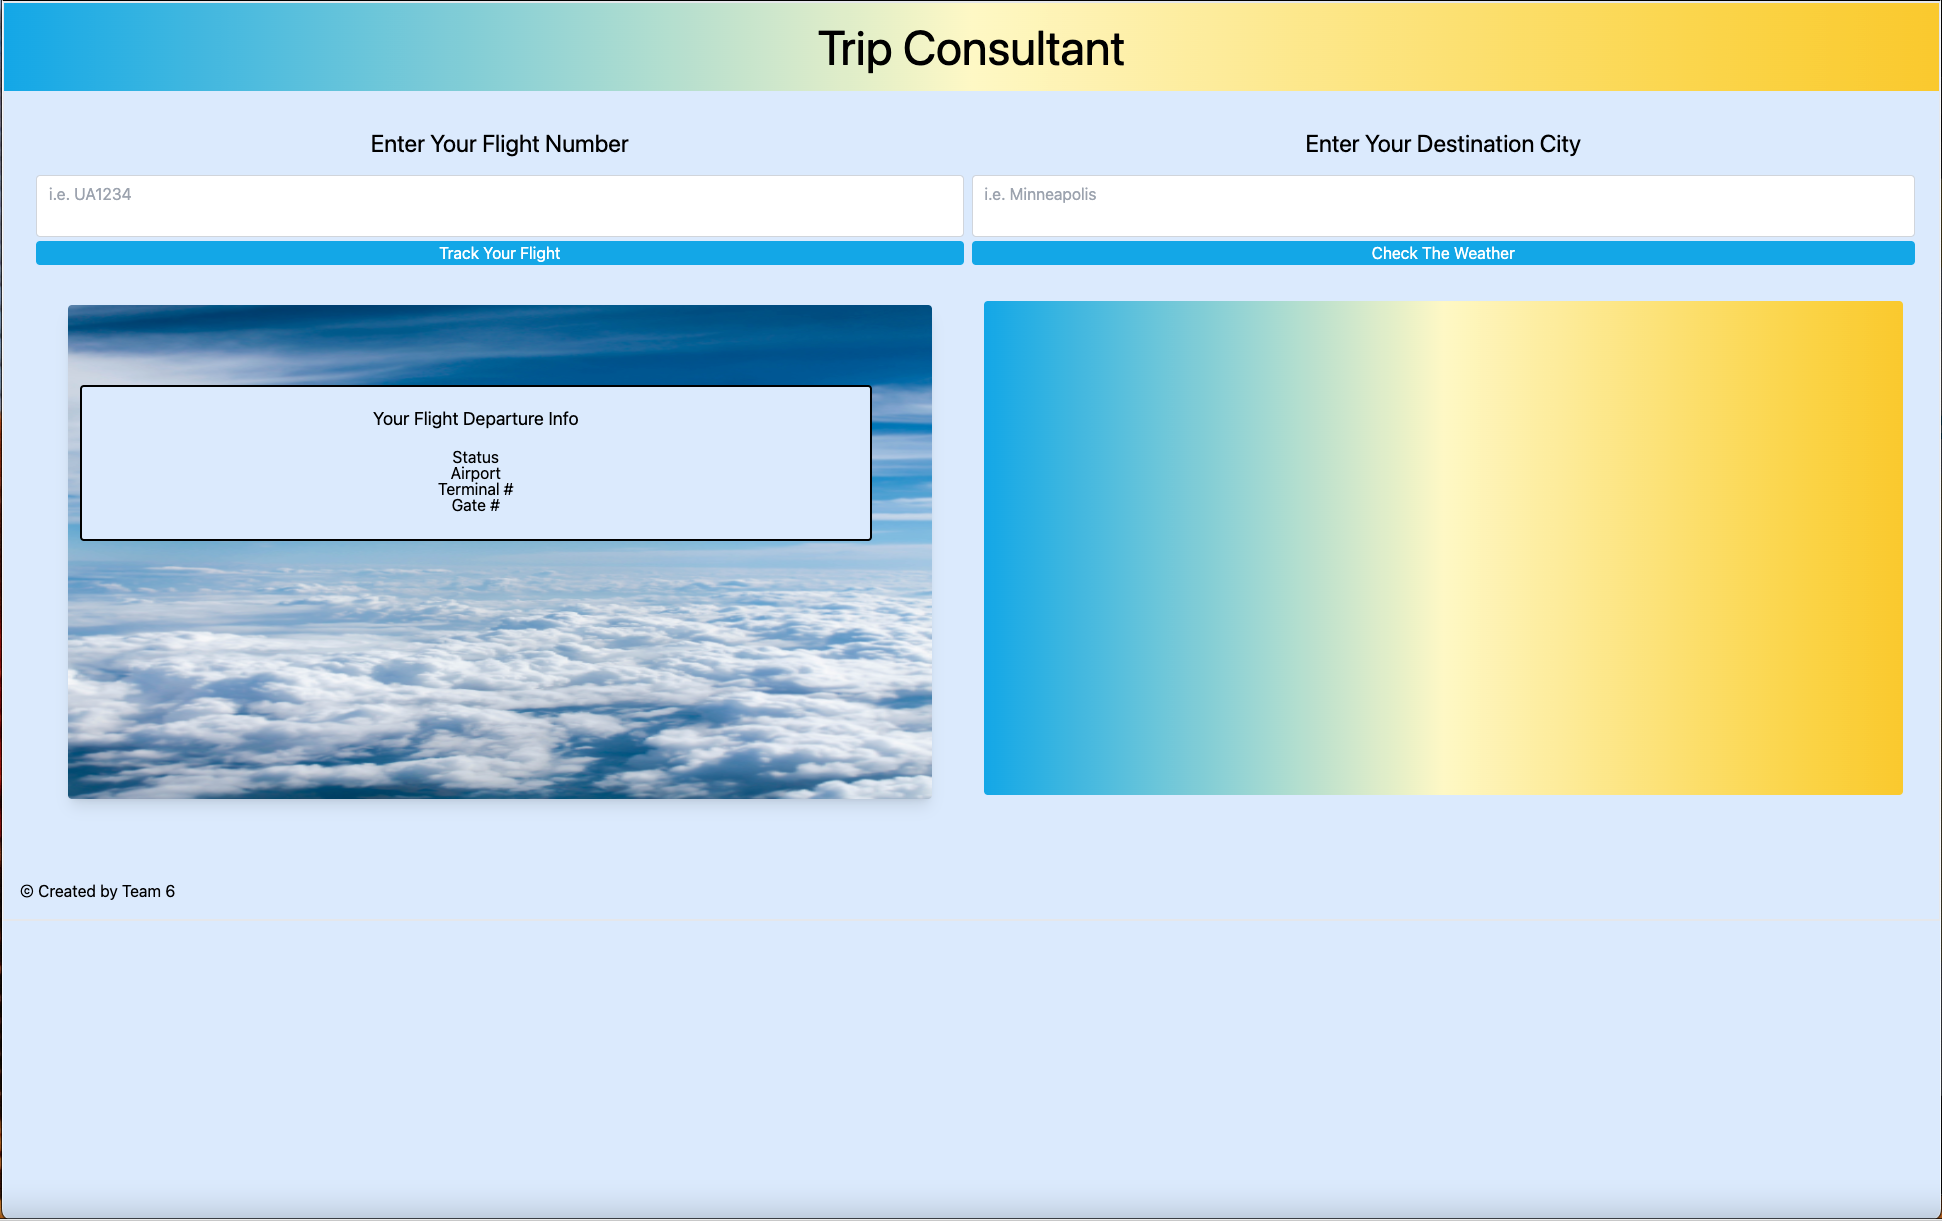 Trip Consultant
Enter Your Flight Number
i.e. UA1234
Track Your Flight
Enter Your Destination City
i.e. Minneapolis
Check The Weather
Your Flight Departure Info
Status
Airport
Terminal #
Gate #
© Created by Team 6